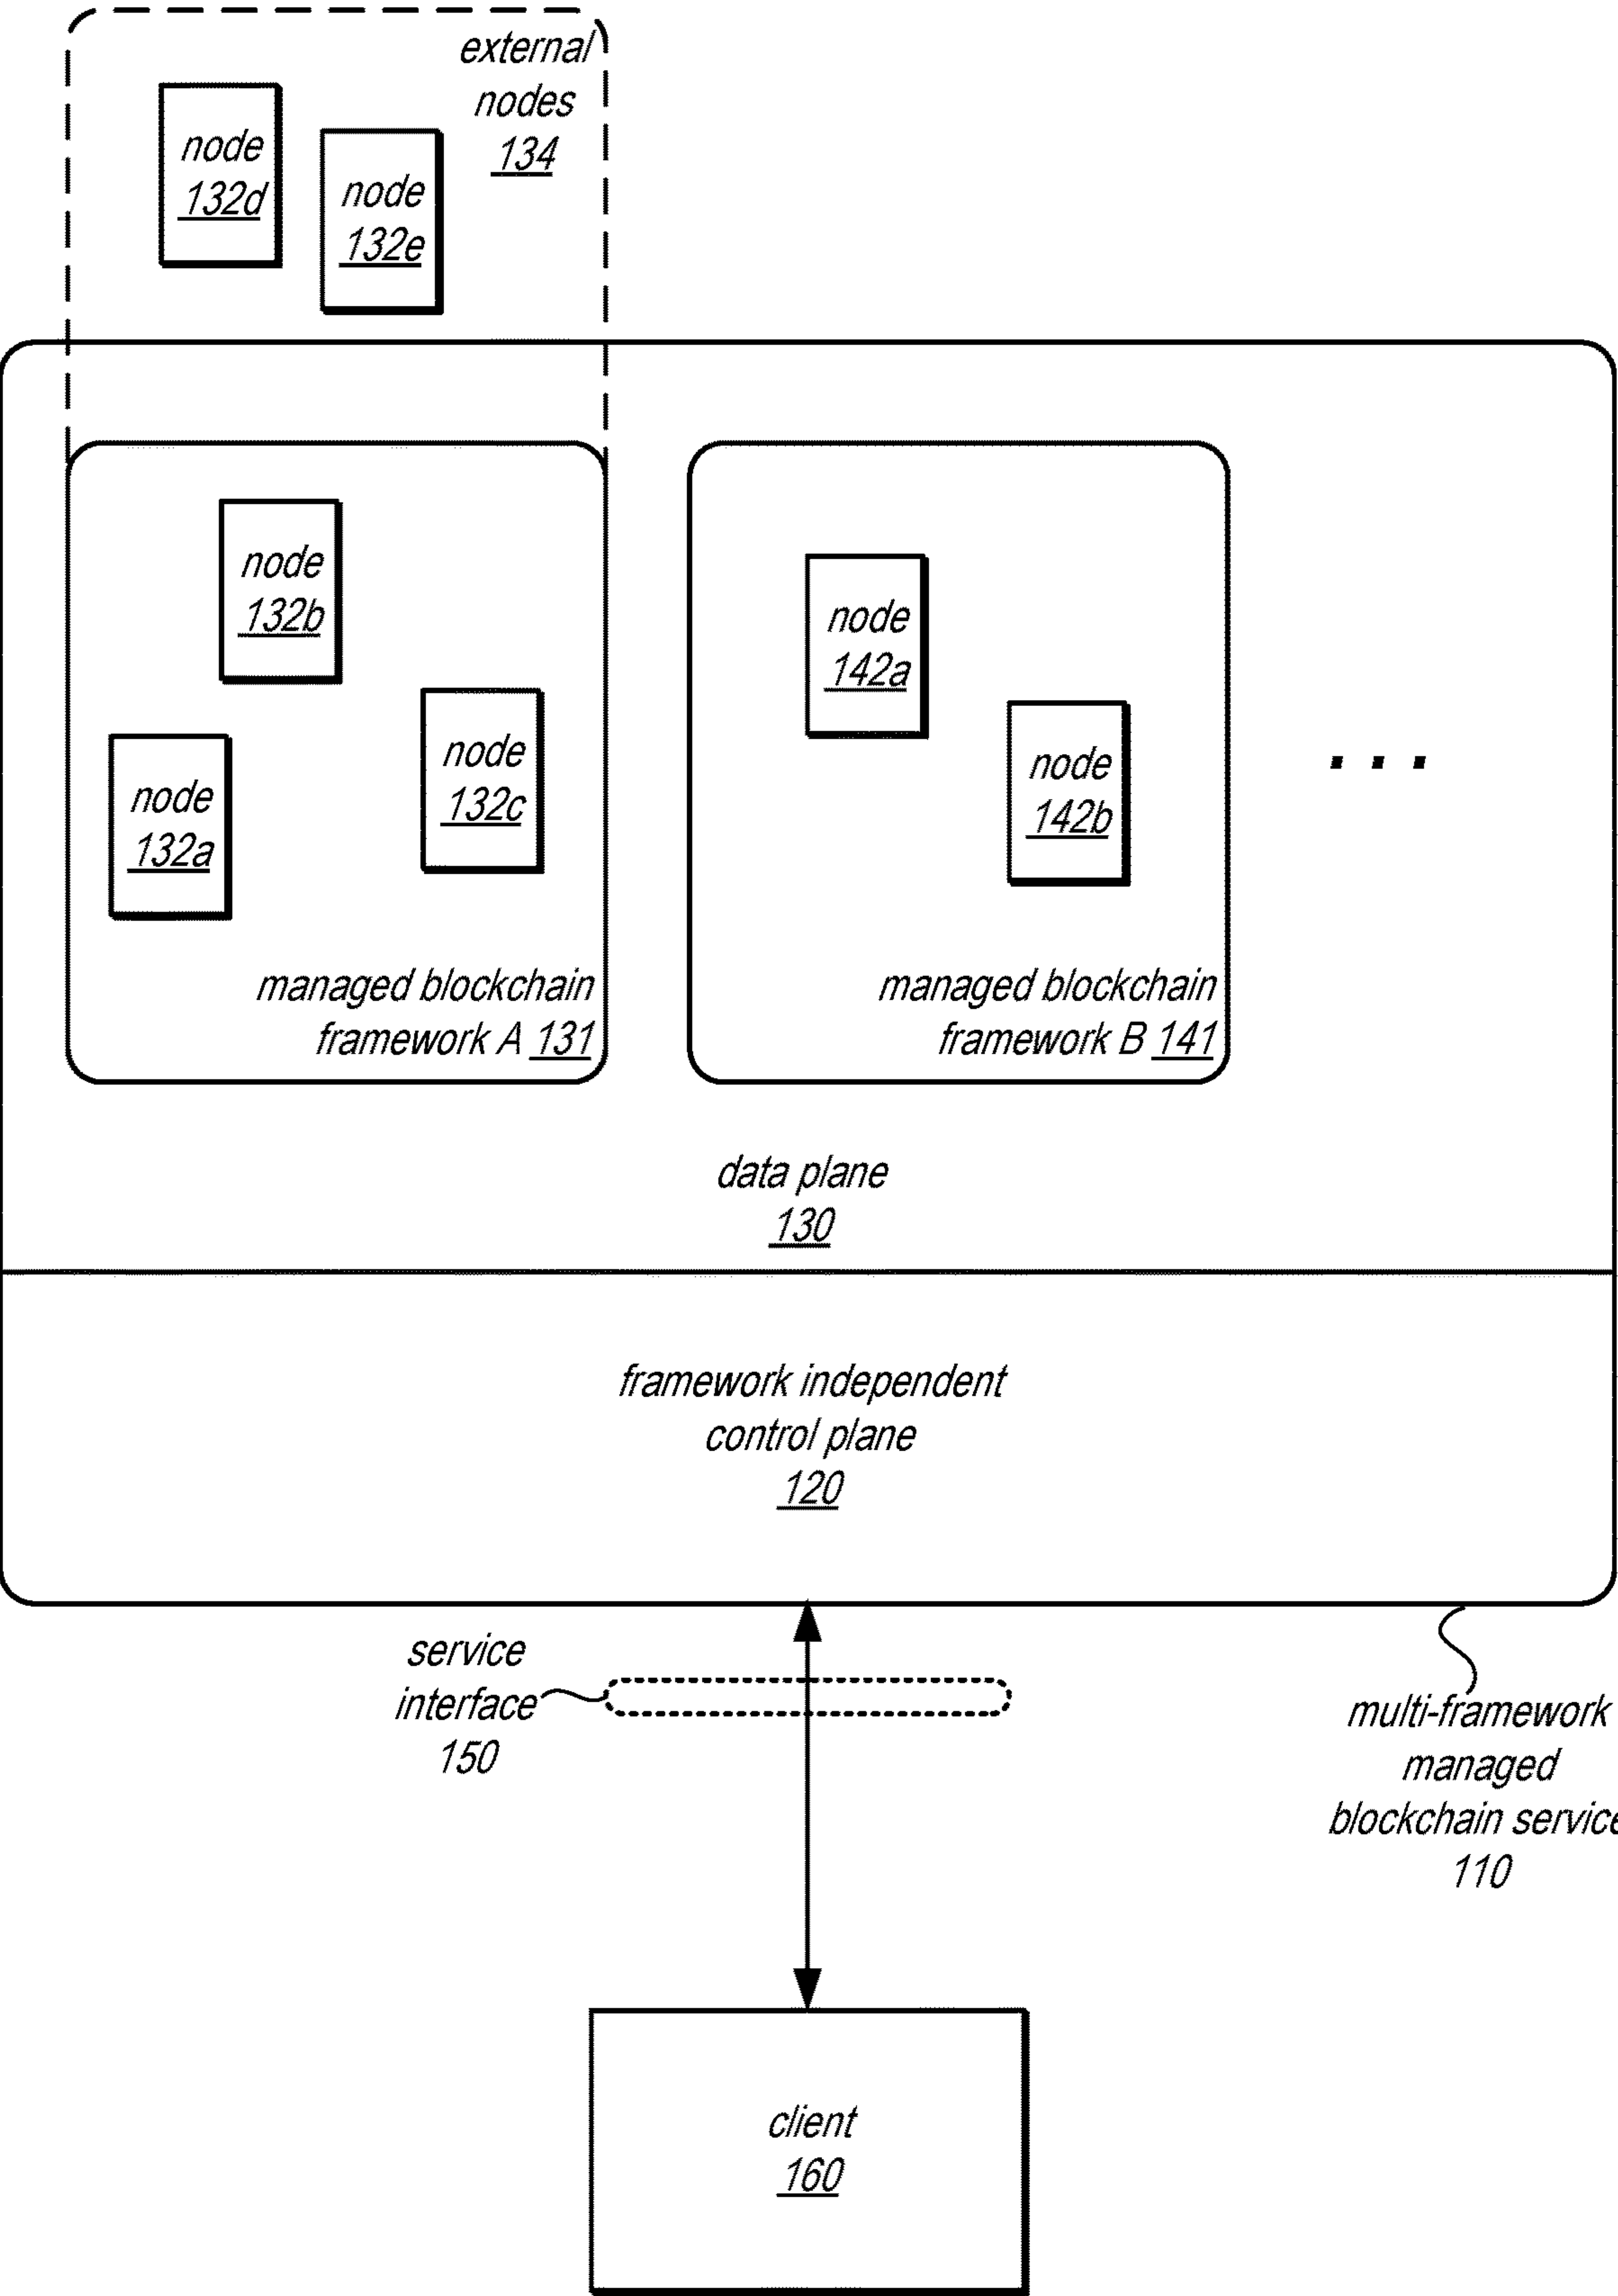 external
nodes
134
node
132d
node
132e
node
132b
node
132c
node
132a
managed blockchain
framework A 131
node
142a
node
142b
. . .
managed blockchain
framework B 141
data plane
130
framework independent
control plane
120
service
interface
150
multi-framework
managed
blockchain service
110
client
160